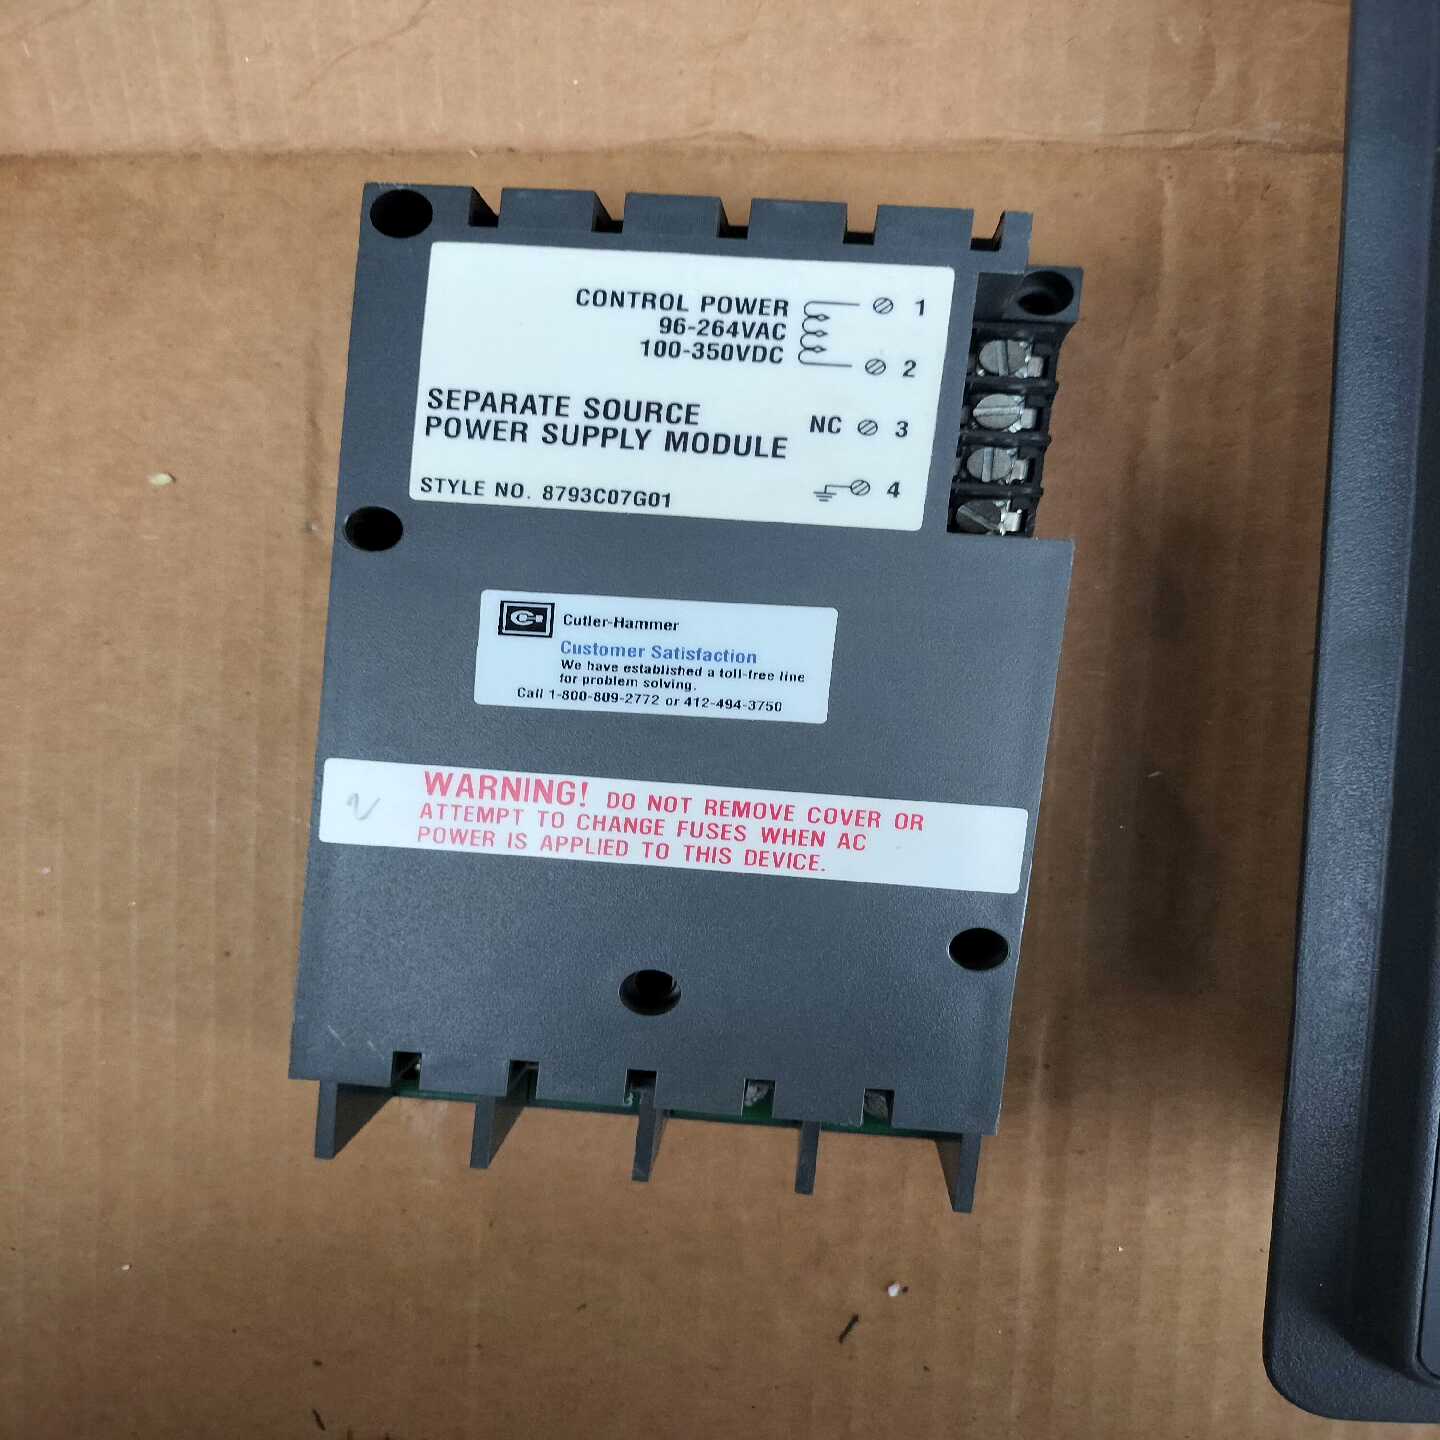 CONTROL POWER
96-264VAC
100-350VDC
1
2
SEPARATE SOURCE
POWER SUPPLY MODULE
NC 3
STYLE NO. 8793C07G01
4
Cutler-Hammer
Customer Satisfaction
We have established a toll-free line
for problem solving.
Call 1-800-809-2772 or 412-494-3750
WARNING! DO NOT REMOVE COVER OR
ATTEMPT TO CHANGE FUSES WHEN AC
POWER IS APPLIED TO THIS DEVICE.